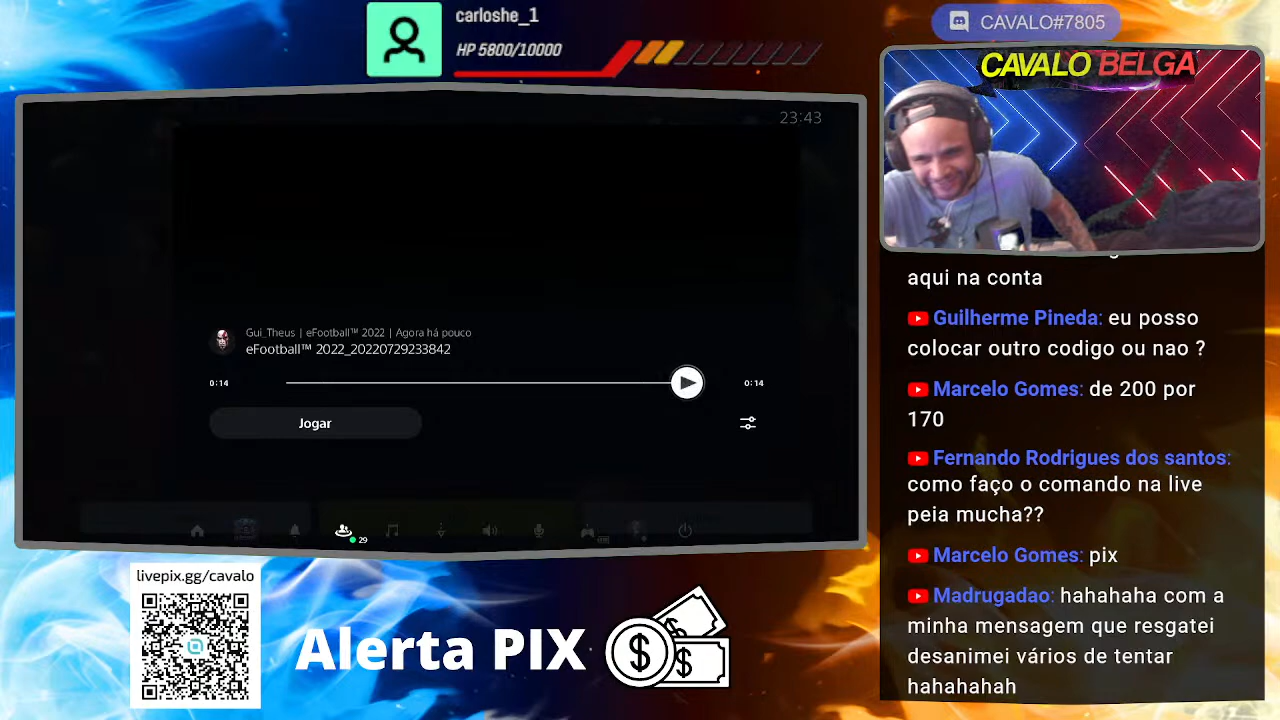 carloshe_1
HP 5800/10000
CAVALO#7805
CAVALO BELGA
23:43
Gui_Theus | eFootball™ 2022 | Agora há pouco
eFootball™ 2022_20220729233842
0:14
0:14
Jogar
29
livepix.gg/cavalo
Alerta PIX
aqui na conta
Guilherme Pineda: eu posso
colocar outro codigo ou nao ?
Marcelo Gomes: de 200 por
170
Fernando Rodrigues dos santos:
como faço o comando na live
peia mucha??
Marcelo Gomes: pix
Madrugadao: hahahaha com a
minha mensagem que resgatei
desanimei vários de tentar
hahahahah